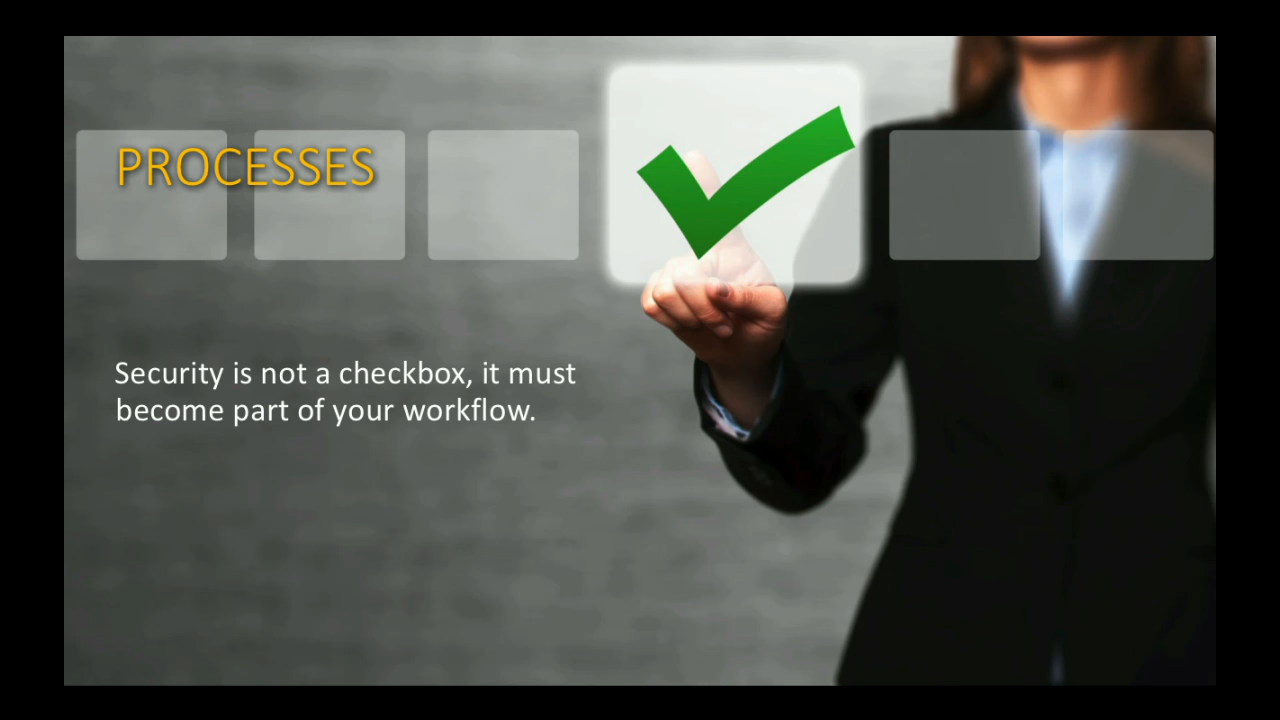 PROCESSES
Security is not a checkbox, it must
become part of your workflow.